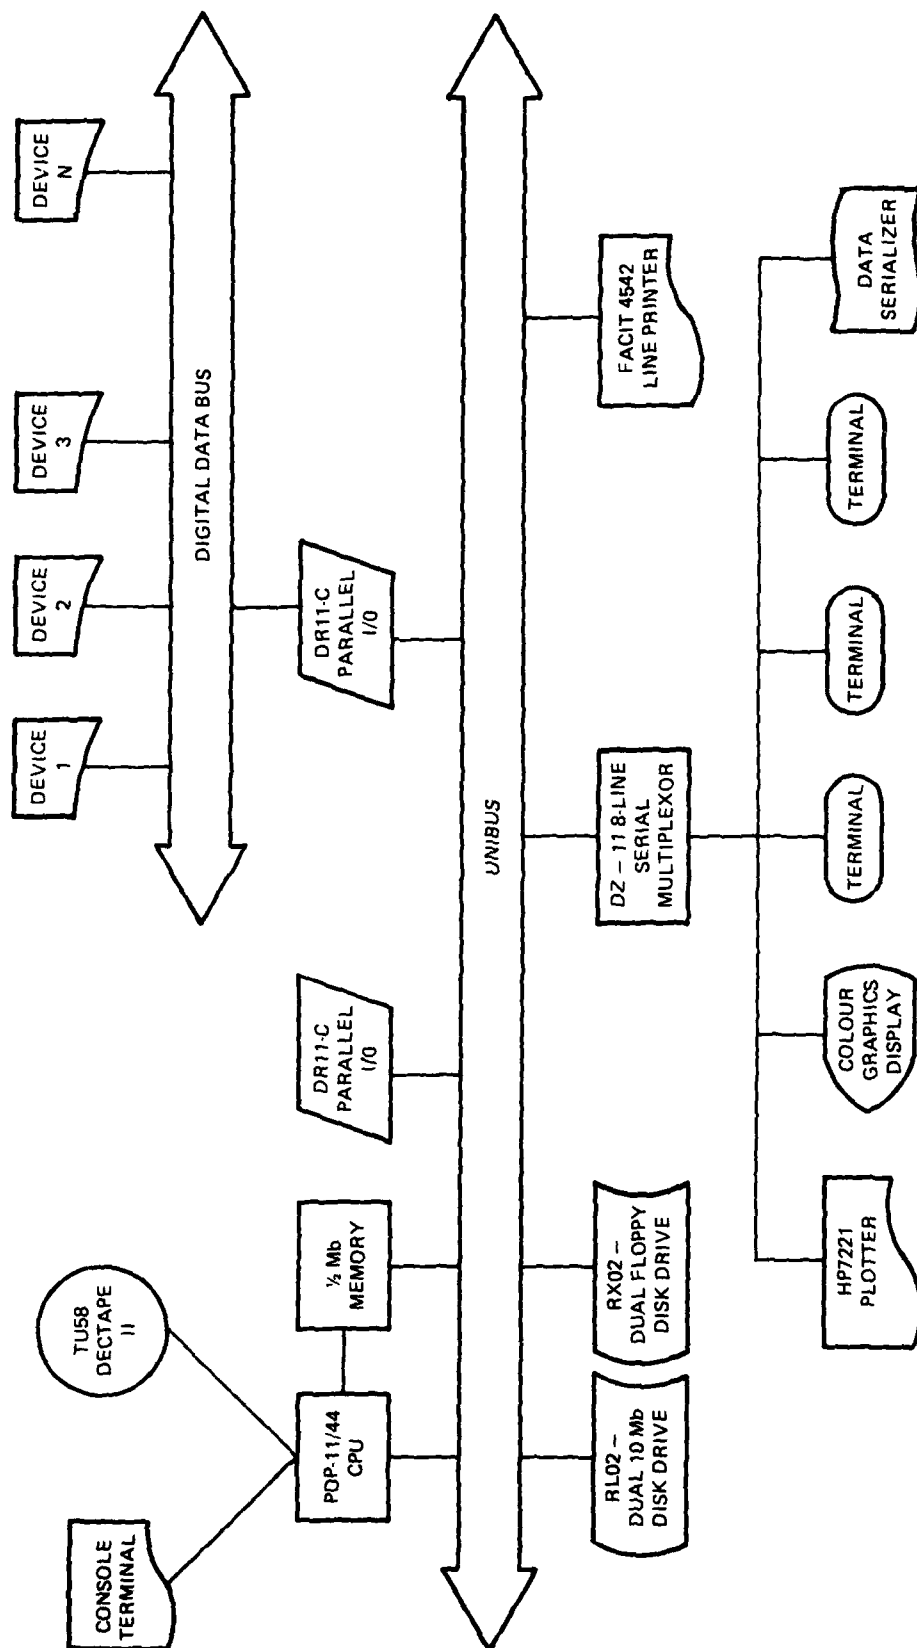 CONSOLE
TERMINAL
TU58
DECTAPE
II
DEVICE
1
DEVICE
2
DEVICE
3
DEVICE
N
DIGITAL DATA BUS
PDP-11/44
CPU
½ Mb
MEMORY
DR11-C
PARALLEL
I/O
DR11-C
PARALLEL
I/O
UNIBUS
RL02 –
DUAL 10 Mb
DISK DRIVE
RX02 –
DUAL FLOPPY
DISK DRIVE
DZ – 11 8-LINE
SERIAL
MULTIPLEXOR
FACIT 4542
LINE PRINTER
HP7221
PLOTTER
COLOUR
GRAPHICS
DISPLAY
TERMINAL
TERMINAL
TERMINAL
DATA
SERIALIZER